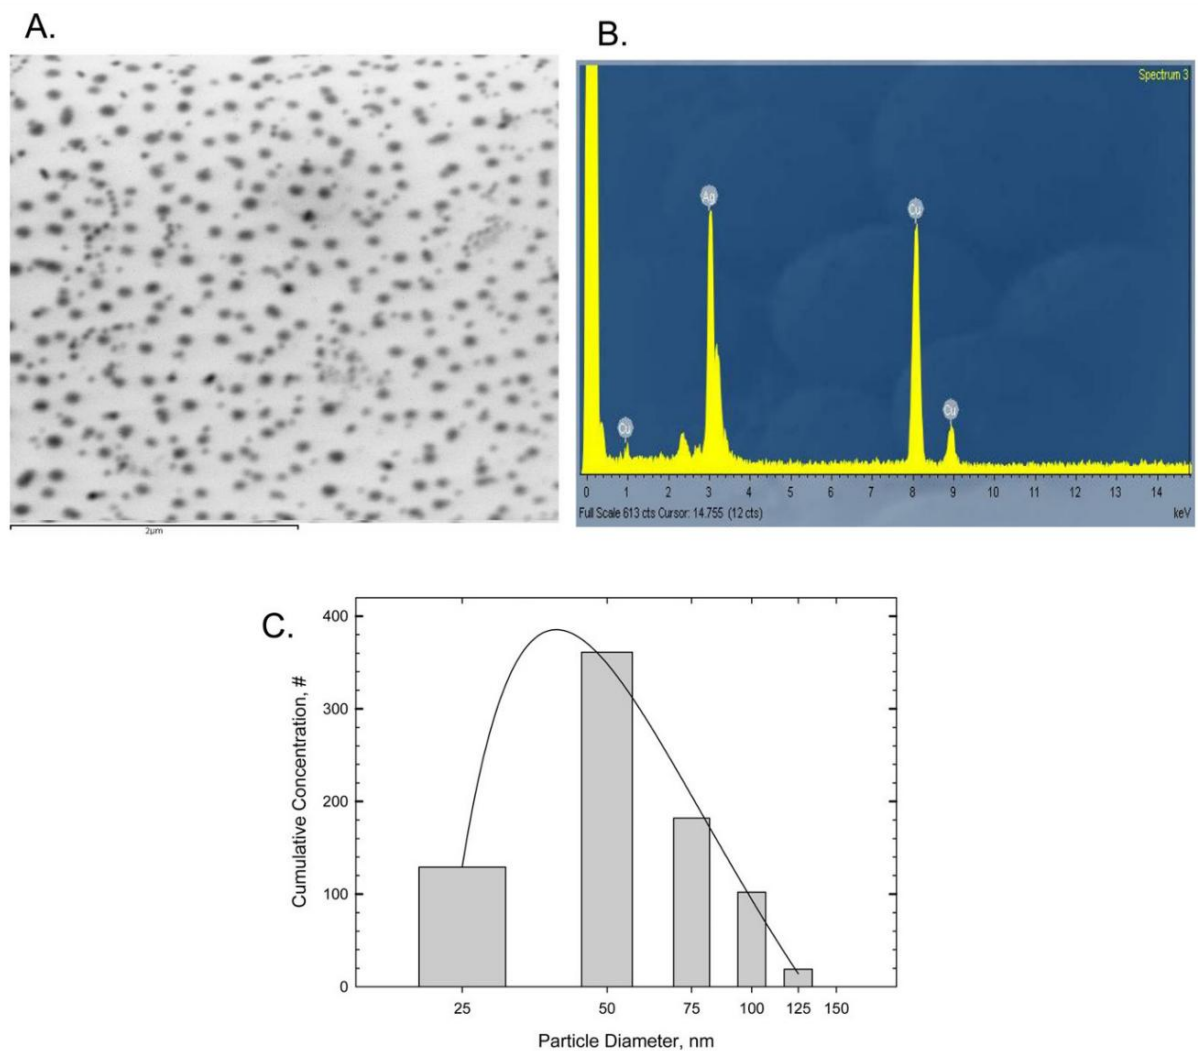 A.
B.
2µm
Spectrum 3
Ag
Cu
Cu
Cu
0 1 2 3 4 5 6 7 8 9 10 11 12 13 14
Full Scale 613 cts Cursor: 14.755 (12 cts)
keV
C.
Cumulative Concentration, #
400
300
200
100
0
25 50 75 100 125 150
Particle Diameter, nm